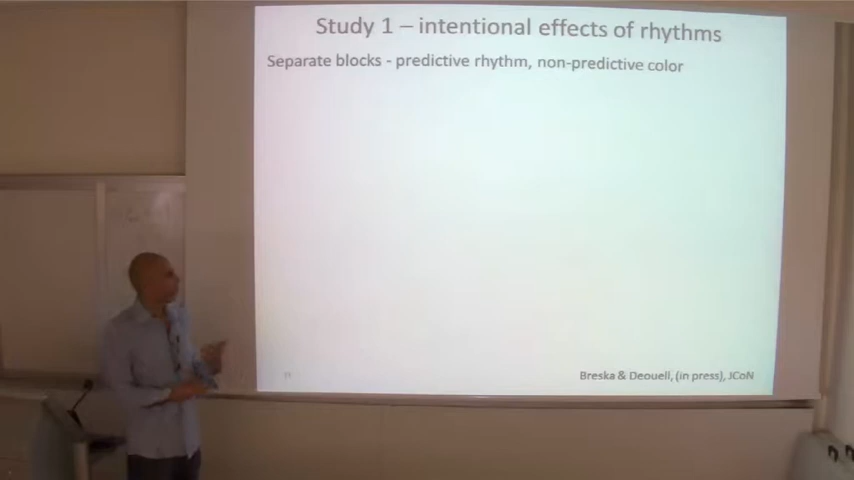 Study 1 – intentional effects of rhythms
Separate blocks - predictive rhythm, non-predictive color
Breska & Deouell, (in press), JCoN